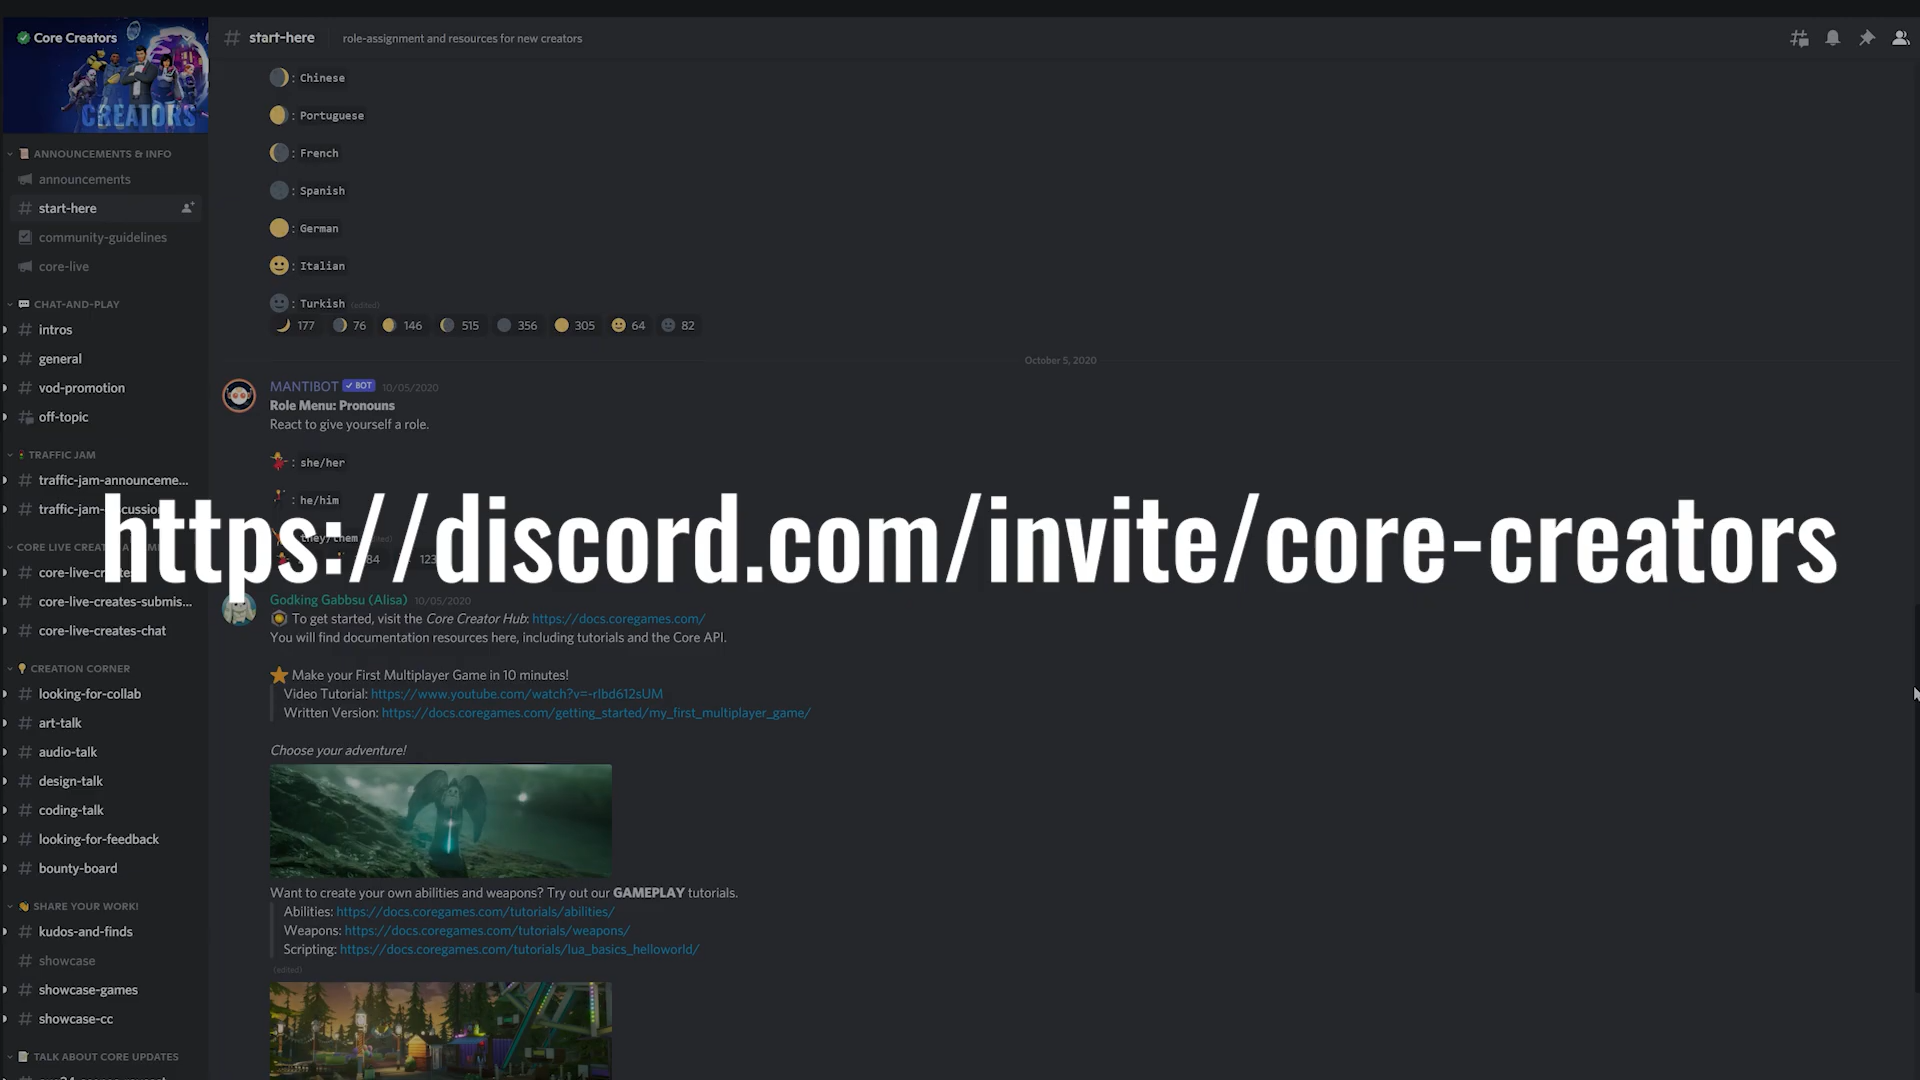 Core Creators
CREATORS
# start-here
role-assignment and resources for new creators
ANNOUNCEMENTS & INFO
announcements
# start-here
community-guidelines
core-live
CHAT-AND-PLAY
# intros
# general
# vod-promotion
off-topic
TRAFFIC JAM
# traffic-jam-announceme...
# traffic-jam-
# core-live-creates-submis...
# core-live-creates-chat
CREATION CORNER
# looking-for-collab
# art-talk
# audio-talk
# design-talk
# coding-talk
# looking-for-feedback
# bounty-board
SHARE YOUR WORK!
# kudos-and-finds
# showcase
# showcase-games
# showcase-cc
TALK ABOUT CORE UPDATES
: Chinese
: Portuguese
: French
: Spanish
: German
: Italian
: Turkish (edited)
177 76 146 515 356 305 64 82
October 5, 2020
MANTIBOT BOT 10/05/2020
Role Menu: Pronouns
React to give yourself a role.
: she/her
: he/him
they/them
https://discord.com/invite/core-creators
Godking Gabbsu (Alisa) 10/05/2020
To get started, visit the Core Creator Hub: https://docs.coregames.com/
You will find documentation resources here, including tutorials and the Core API.
Make your First Multiplayer Game in 10 minutes!
Video Tutorial: https://www.youtube.com/watch?v=-rIbd612sUM
Written Version: https://docs.coregames.com/getting_started/my_first_multiplayer_game/
Choose your adventure!
Want to create your own abilities and weapons? Try out our GAMEPLAY tutorials.
Abilities: https://docs.coregames.com/tutorials/abilities/
Weapons: https://docs.coregames.com/tutorials/weapons/
Scripting: https://docs.coregames.com/tutorials/lua_basics_helloworld/
(edited)